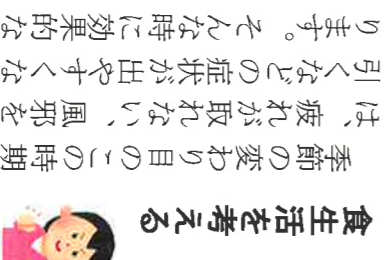 食生活を考える
季節の変わり目のこの時期
は、疲れが取れない、風邪を
引くなどの症状が出やすくな
ります。そんな時に効果的な